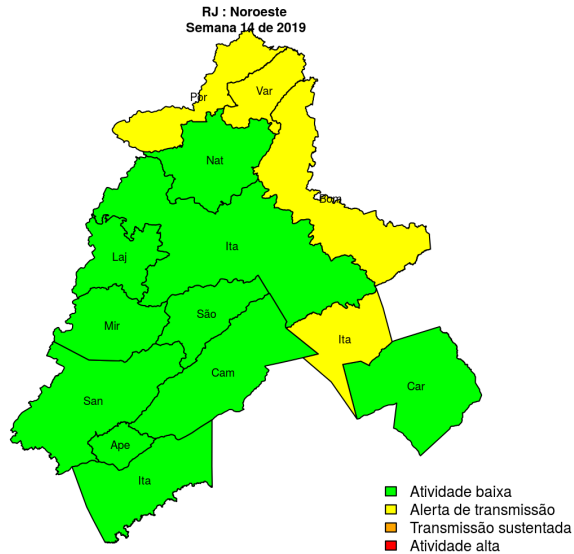 RJ : Noroeste
Semana 14 de 2019
Por
Var
Nat
Bom
Ita
Laj
São
Mir
Ita
Cam
Car
San
Ape
Ita
Atividade baixa
Alerta de transmissão
Transmissão sustentada
Atividade alta